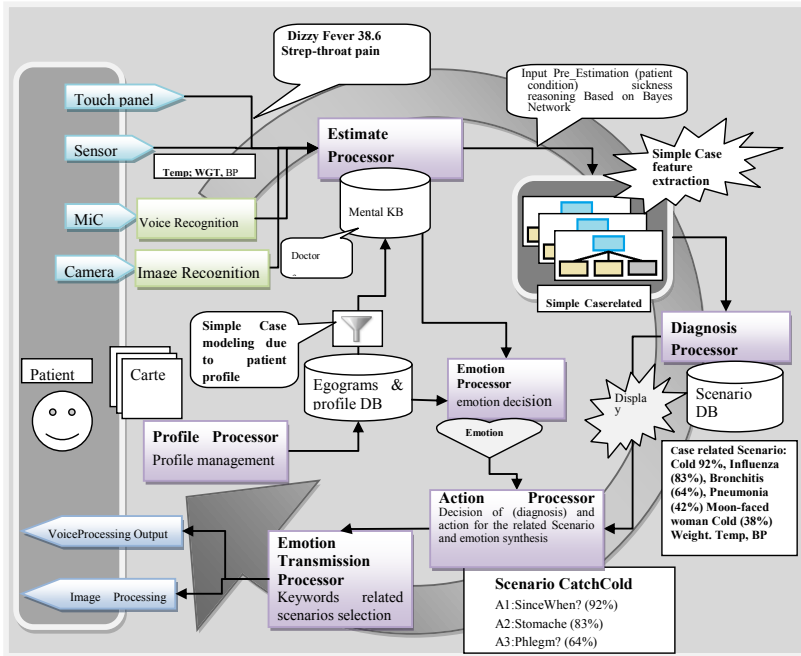 Dizzy Fever 38.6
Strep-throat pain
Input Pre_Estimation (patient
condition) sickness
reasoning Based on Bayes
Network
Touch panel
Sensor
Temp; WGT, BP
MiC
Voice Recognition
Camera
Image Recognition
Estimate
Processor
Mental KB
Doctor
Simple Case
feature
extraction
Simple Caserelated
Simple Case
modeling due
to patient
profile
Egograms &
profile DB
Patient
Carte
Profile Processor
Profile management
Emotion
Processor
emotion decision
Emotion
Diagnosis
Processor
Scenario
DB
Displa
y
Case related Scenario:
Cold 92%, Influenza
(83%), Bronchitis
(64%), Pneumonia
(42%) Moon-faced
woman Cold (38%)
Weight. Temp, BP
Action Processor
Decision of (diagnosis) and
action for the related Scenario
and emotion synthesis
Emotion
Transmission
Processor
Keywords related
scenarios selection
VoiceProcessing Output
Image Processing
Scenario CatchCold
A1:SinceWhen? (92%)
A2:Stomache (83%)
A3:Phlegm? (64%)